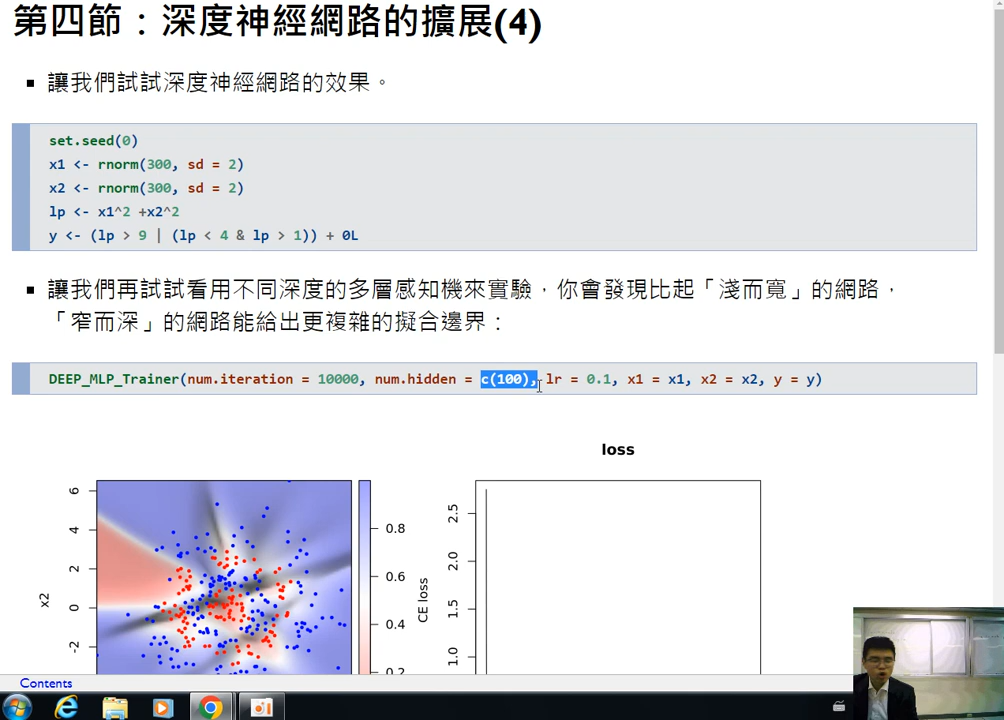 第四節：深度神經網路的擴展(4)
▪ 讓我們試試深度神經網路的效果。
set.seed(0)
x1 <- rnorm(300, sd = 2)
x2 <- rnorm(300, sd = 2)
lp <- x1^2 +x2^2
y <- (lp > 9 | (lp < 4 & lp > 1)) + 0L
▪ 讓我們再試試看用不同深度的多層感知機來實驗，你會發現比起「淺而寬」的網路，
「窄而深」的網路能給出更複雜的擬合邊界：
DEEP_MLP_Trainer(num.iteration = 10000, num.hidden = c(100), lr = 0.1, x1 = x1, x2 = x2, y = y)
loss
6
4
2
0
-2
x2
0.8
0.6
0.4
0.2
CE loss
2.5
2.0
1.5
1.0
Contents